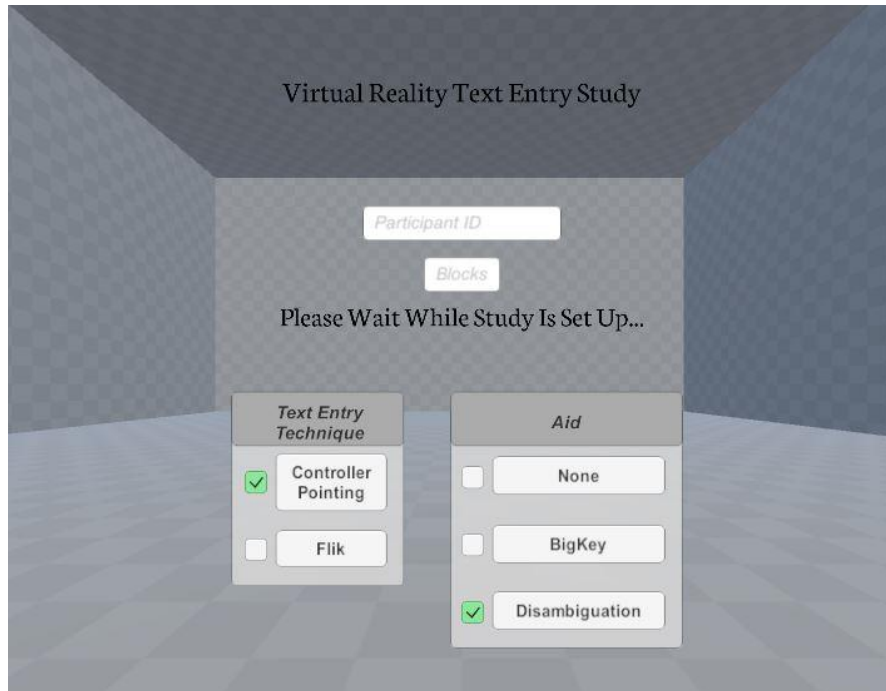 Virtual Reality Text Entry Study
Participant ID
Blocks
Please Wait While Study Is Set Up...
Text Entry
Technique
Controller
Pointing
Flik
Aid
None
BigKey
Disambiguation